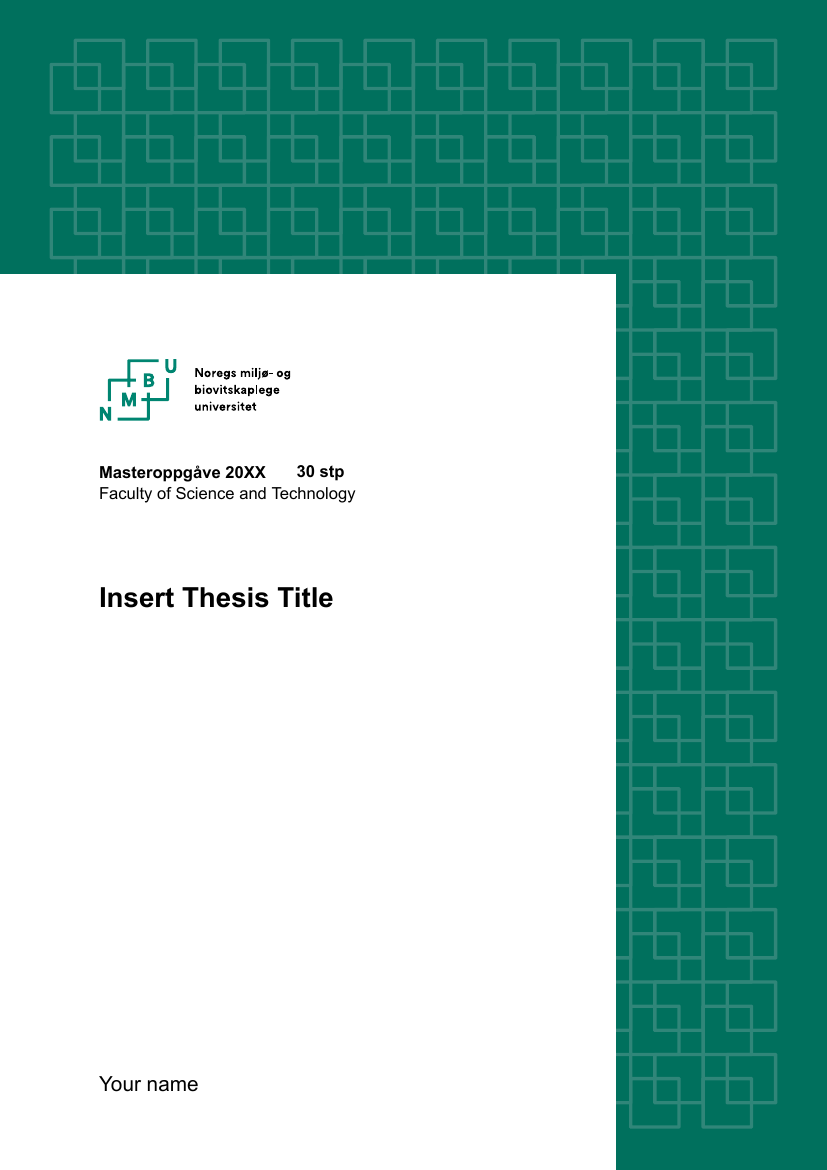 U
B
M
N
Noregs miljø- og
biovitskaplege
universitet
Masteroppgåve 20XX 30 stp
Faculty of Science and Technology
Insert Thesis Title
Your name